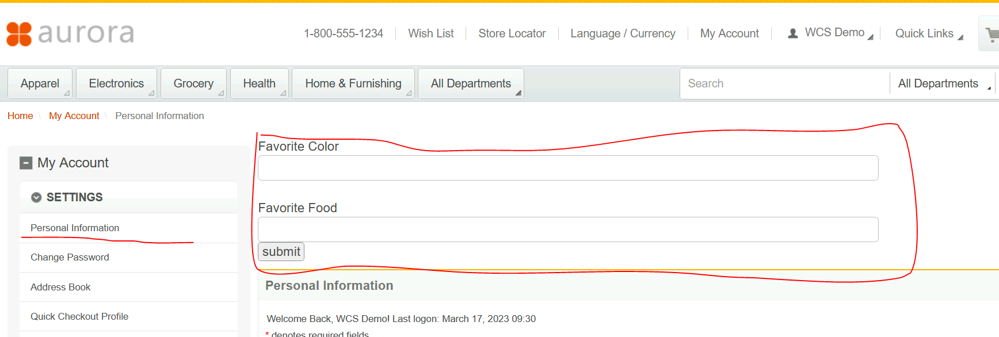 aurora
1-800-555-1234 Wish List Store Locator Language / Currency My Account WCS Demo Quick Links
Apparel Electronics Grocery Health Home & Furnishing All Departments Search All Departments
Home \ My Account \ Personal Information
Favorite Color
My Account
SETTINGS
Favorite Food
Personal Information
submit
Change Password
Personal Information
Address Book
Quick Checkout Profile
Welcome Back, WCS Demo! Last logon: March 17, 2023 09:30
* denotes required fields